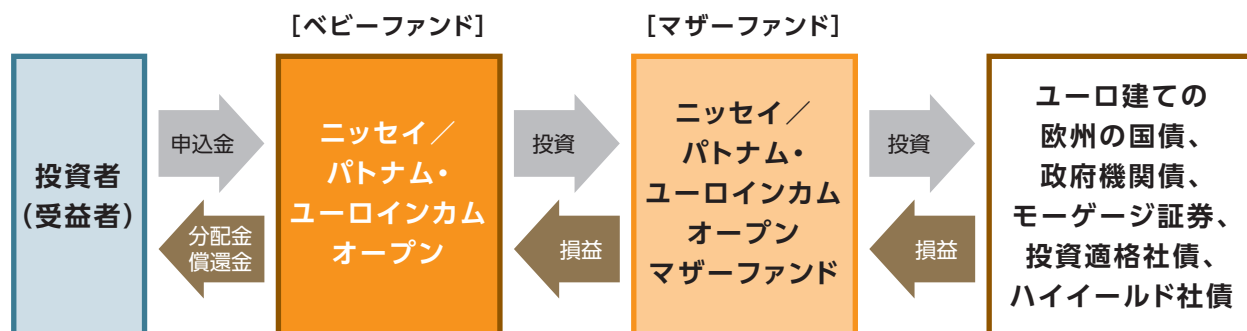 ［ベビーファンド］
［マザーファンド］
投資者
（受益者）
申込金
分配金
償還金
ニッセイ／
パトナム・
ユーロインカム
オープン
投資
損益
ニッセイ／
パトナム・
ユーロインカム
オープン
マザーファンド
投資
損益
ユーロ建ての
欧州の国債、
政府機関債、
モーゲージ証券、
投資適格社債、
ハイイールド社債